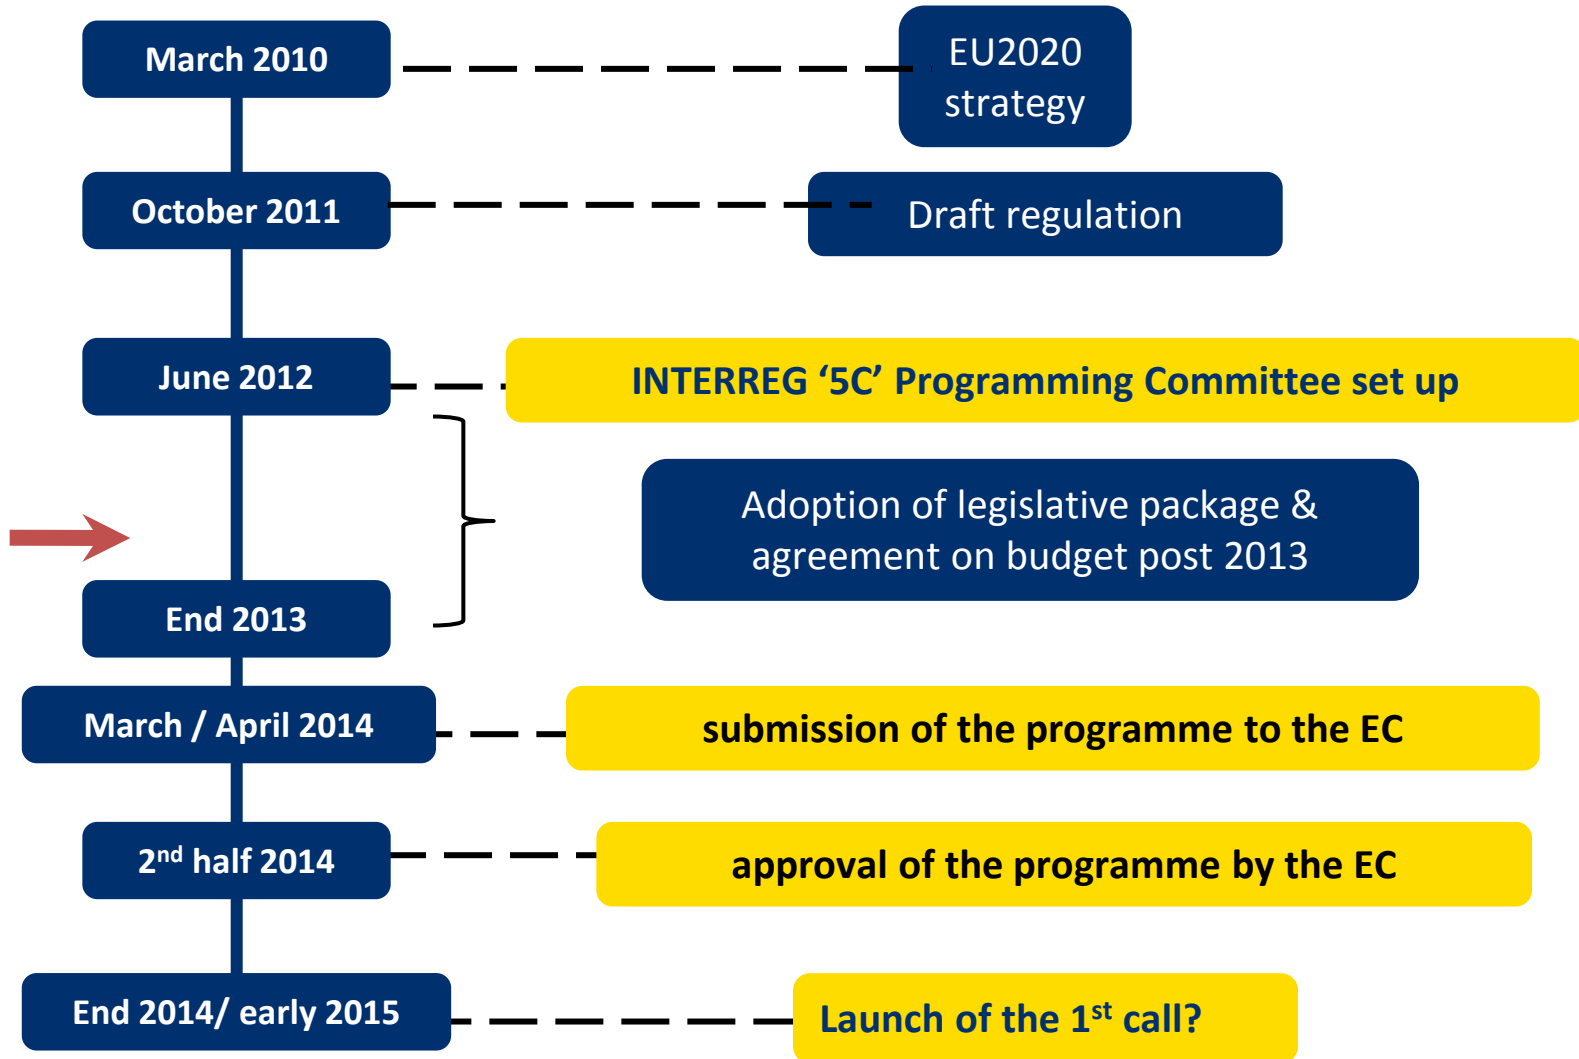 March 2010
EU2020
strategy
October 2011
Draft regulation
June 2012
INTERREG ‘5C’ Programming Committee set up
Adoption of legislative package &
agreement on budget post 2013
End 2013
March / April 2014
submission of the programme to the EC
2nd half 2014
approval of the programme by the EC
End 2014/ early 2015
Launch of the 1st call?